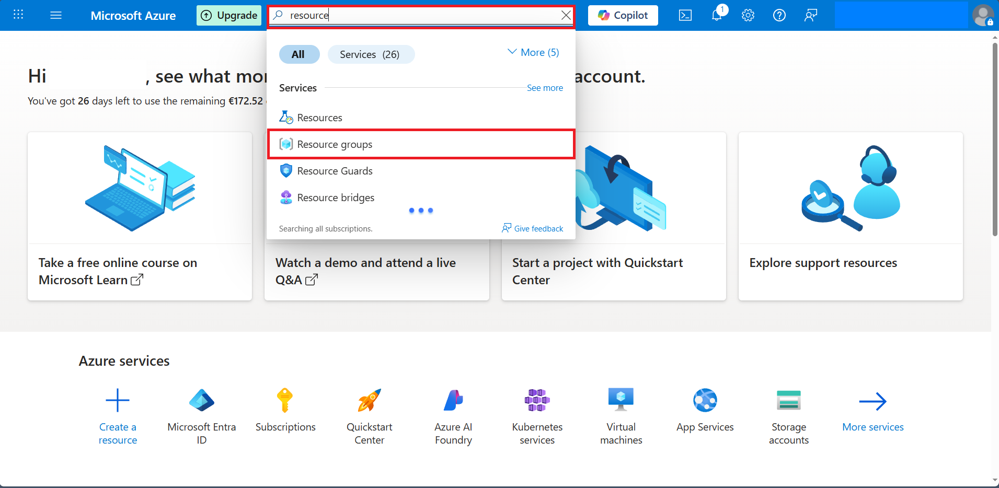 Microsoft Azure
Upgrade
resource
Copilot
1
All
Services (26)
More (5)
Hi , see what mor account.
You've got 26 days left to use the remaining €172.52
Services
See more
Resources
Resource groups
Resource Guards
Resource bridges
Searching all subscriptions.
Give feedback
Take a free online course on
Microsoft Learn
Watch a demo and attend a live
Q&A
Start a project with Quickstart
Center
Explore support resources
Azure services
Create a
resource
Microsoft Entra
ID
Subscriptions
Quickstart
Center
Azure AI
Foundry
Kubernetes
services
Virtual
machines
App Services
Storage
accounts
More services